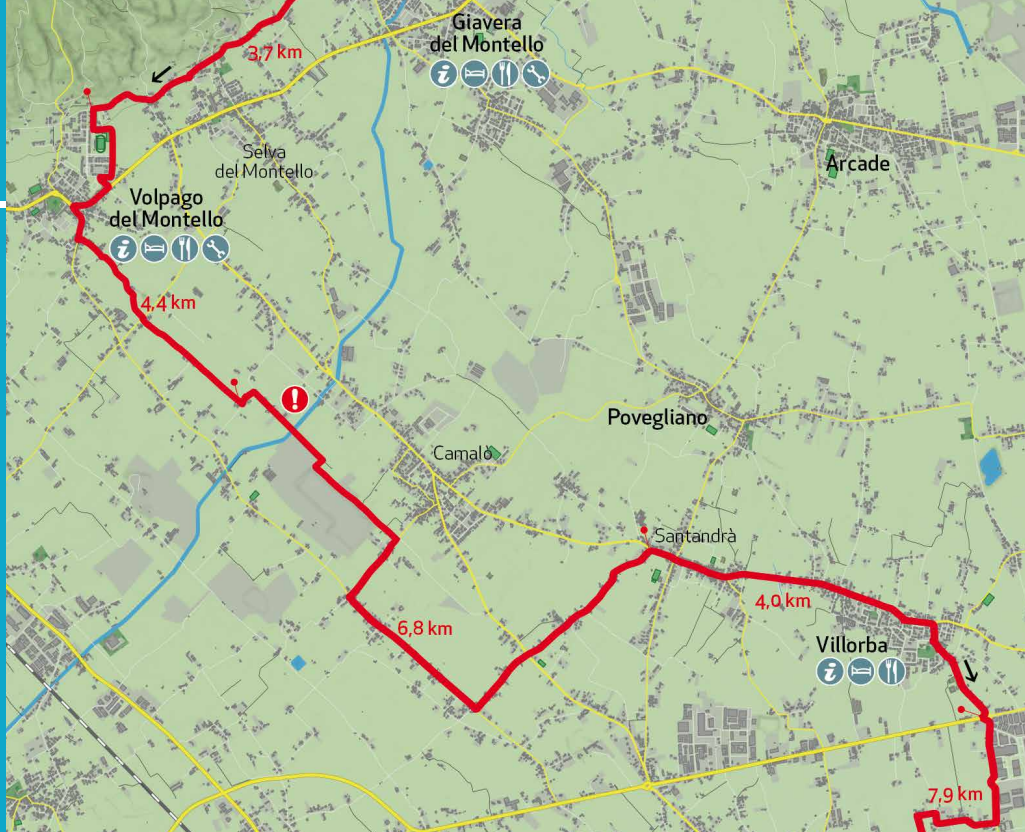 Giavera
del Montello
i
3,7 km
Selva
del Montello
Arcade
Volpago
del Montello
i
4,4 km
!
Povegliano
Camalò
Santandrà
4,0 km
6,8 km
Villorba
i
7,9 km